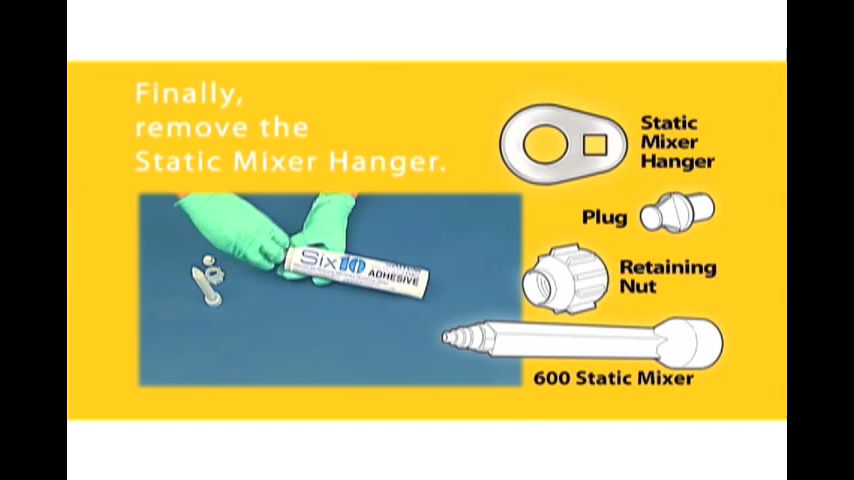 Finally,
remove the
Static Mixer Hanger.
Static
Mixer
Hanger
Plug
Six10
ADHESIVE
Retaining
Nut
600 Static Mixer